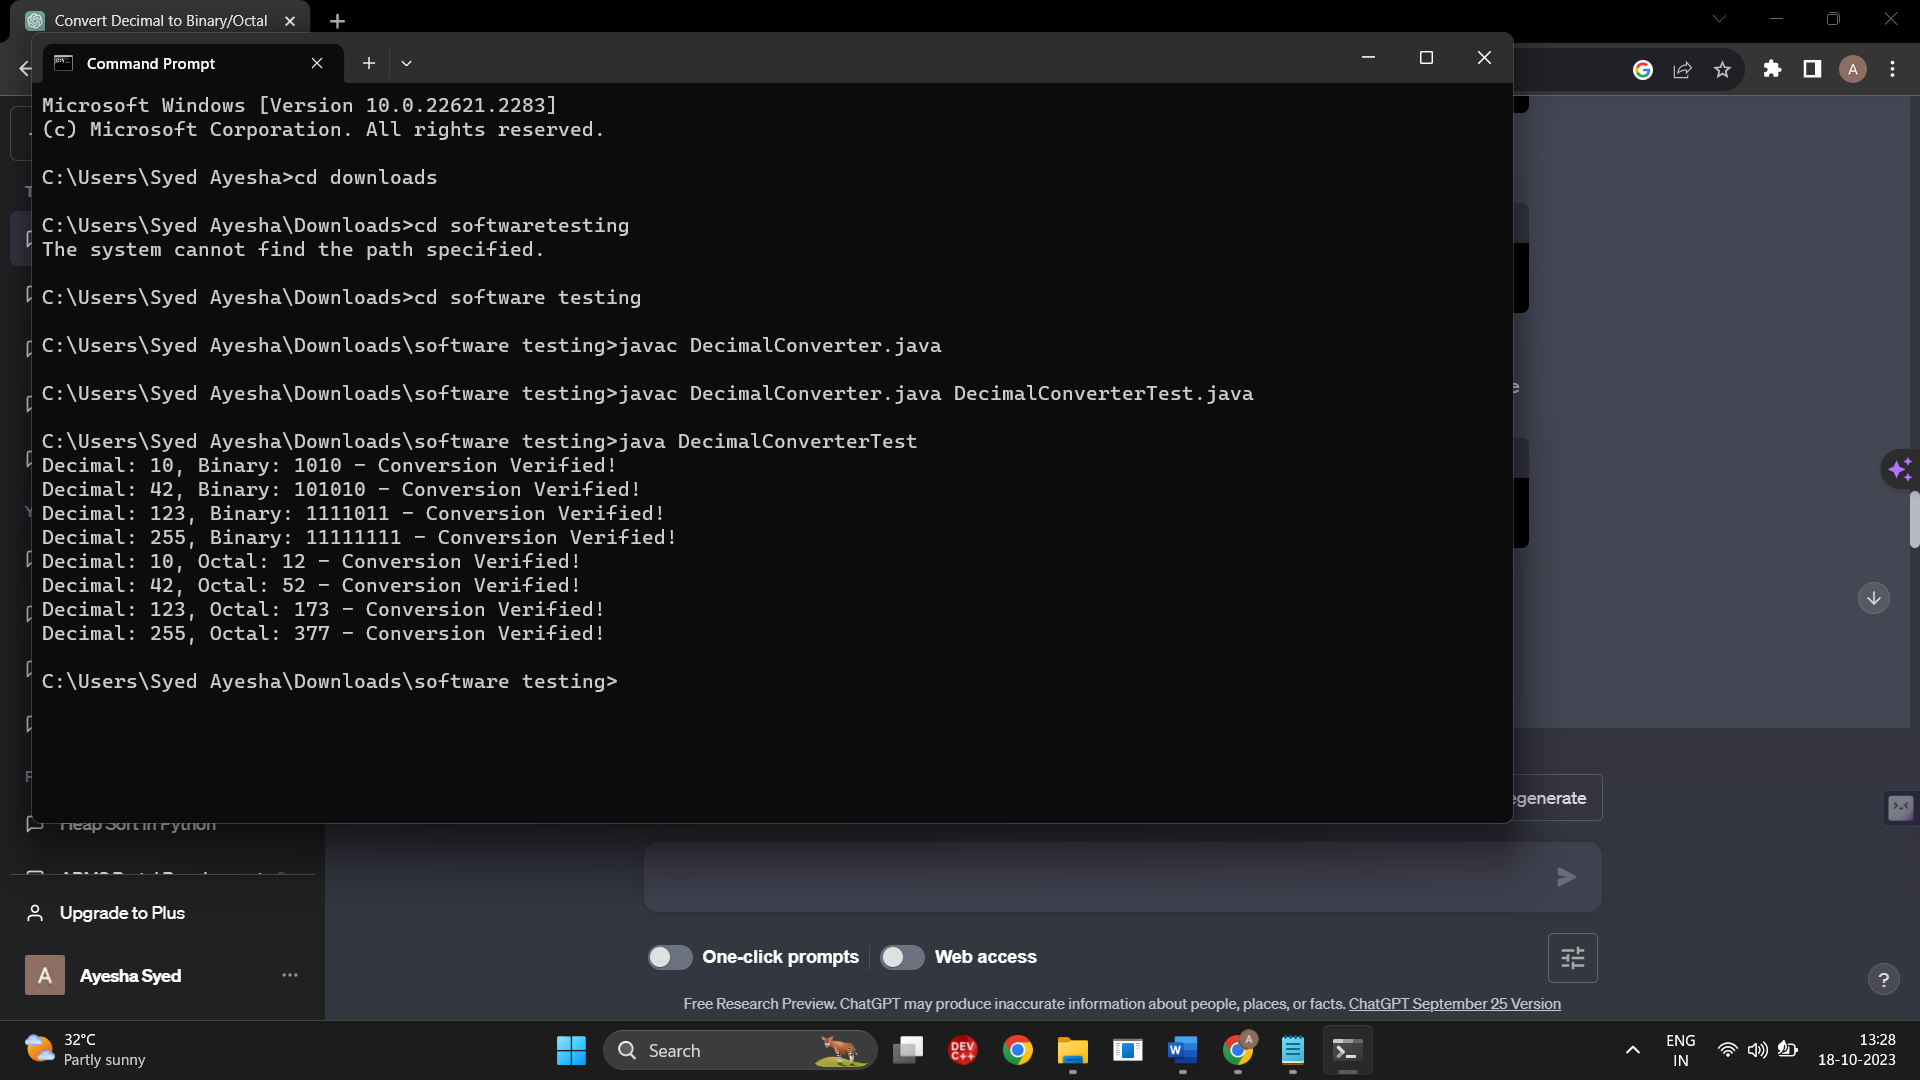 Convert Decimal to Binary/Octal
Command Prompt
A
Microsoft Windows [Version 10.0.22621.2283]
(c) Microsoft Corporation. All rights reserved.
C:\Users\Syed Ayesha>cd downloads
C:\Users\Syed Ayesha\Downloads>cd softwaretesting
The system cannot find the path specified.
C:\Users\Syed Ayesha\Downloads>cd software testing
C:\Users\Syed Ayesha\Downloads\software testing>javac DecimalConverter.java
C:\Users\Syed Ayesha\Downloads\software testing>javac DecimalConverter.java DecimalConverterTest.java
C:\Users\Syed Ayesha\Downloads\software testing>java DecimalConverterTest
Decimal: 10, Binary: 1010 - Conversion Verified!
Decimal: 42, Binary: 101010 - Conversion Verified!
Decimal: 123, Binary: 1111011 - Conversion Verified!
Decimal: 255, Binary: 11111111 - Conversion Verified!
Decimal: 10, Octal: 12 - Conversion Verified!
Decimal: 42, Octal: 52 - Conversion Verified!
Decimal: 123, Octal: 173 - Conversion Verified!
Decimal: 255, Octal: 377 - Conversion Verified!
C:\Users\Syed Ayesha\Downloads\software testing>
egenerate
Heap Sort in Python
Upgrade to Plus
A
Ayesha Syed
One-click prompts
Web access
Free Research Preview. ChatGPT may produce inaccurate information about people, places, or facts. ChatGPT September 25 Version
?
32°C
Partly sunny
Search
DEV
C++
W
A
ENG
IN
13:28
18-10-2023